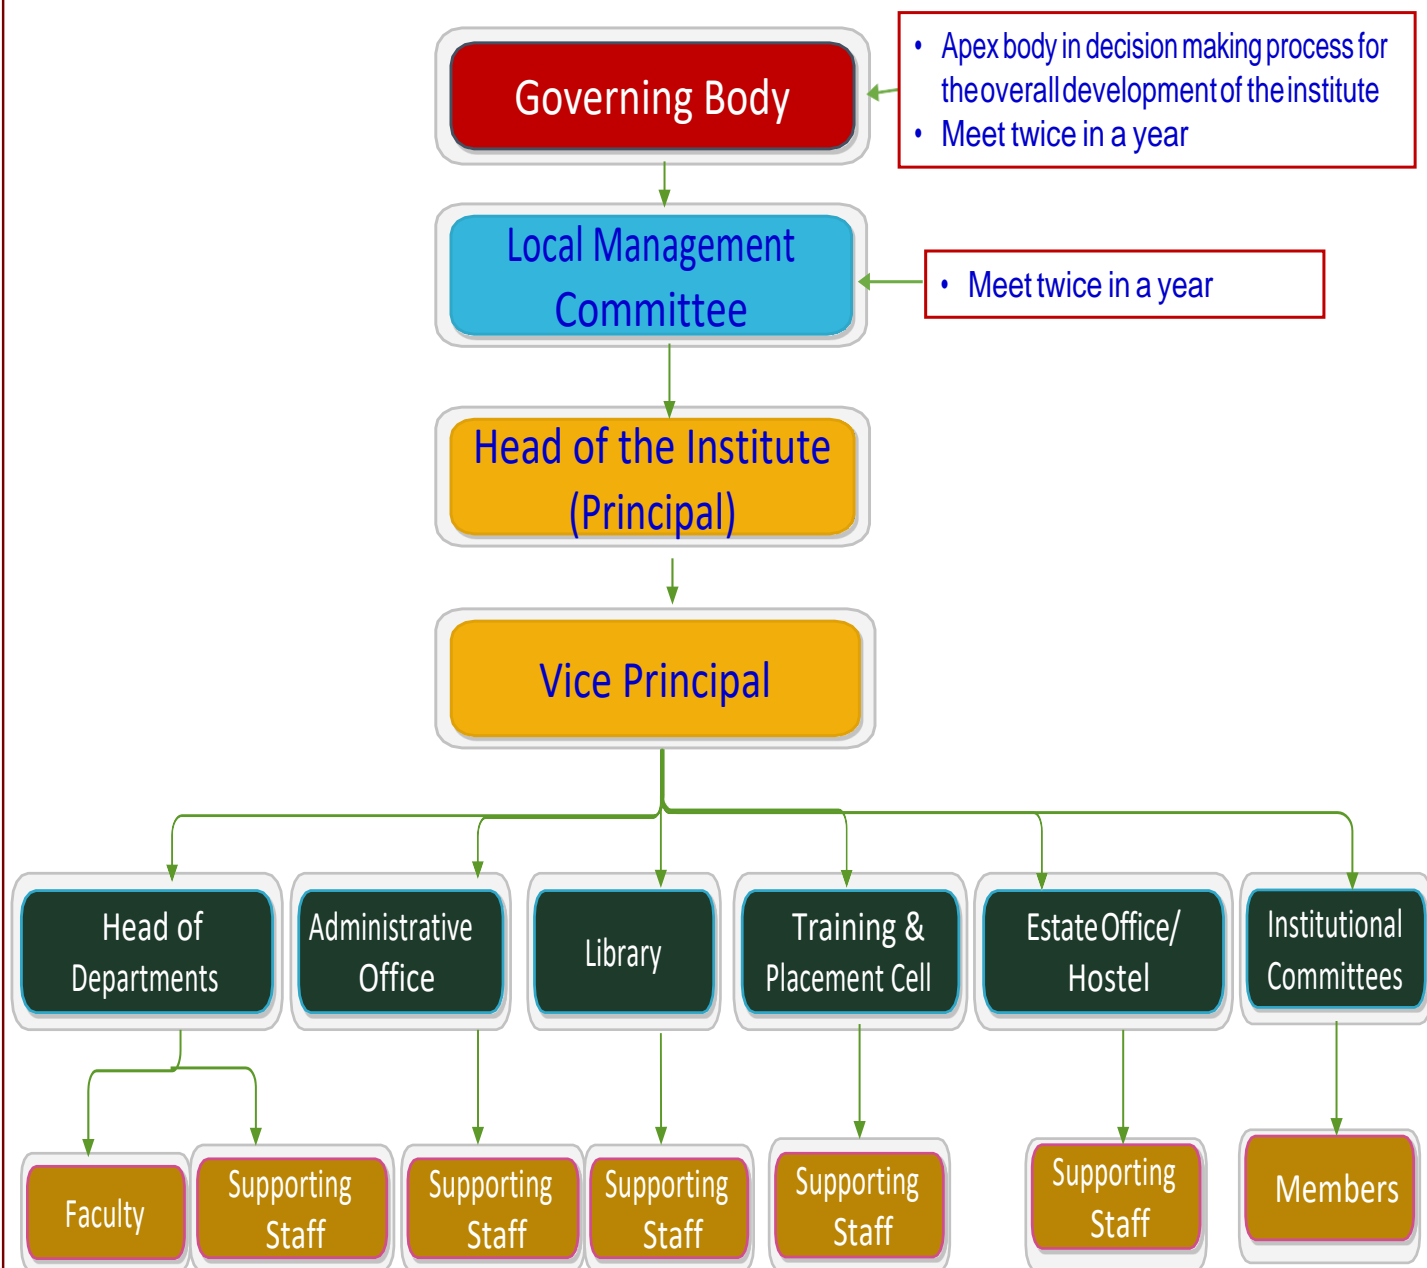 Governing Body
• Apex body in decision making process for
the overall development of the institute
• Meet twice in a year
Local Management
Committee
• Meet twice in a year
Head of the Institute
(Principal)
Vice Principal
Head of
Departments
Administrative
Office
Library
Training &
Placement Cell
Estate Office/
Hostel
Institutional
Committees
Faculty
Supporting
Staff
Supporting
Staff
Supporting
Staff
Supporting
Staff
Supporting
Staff
Members